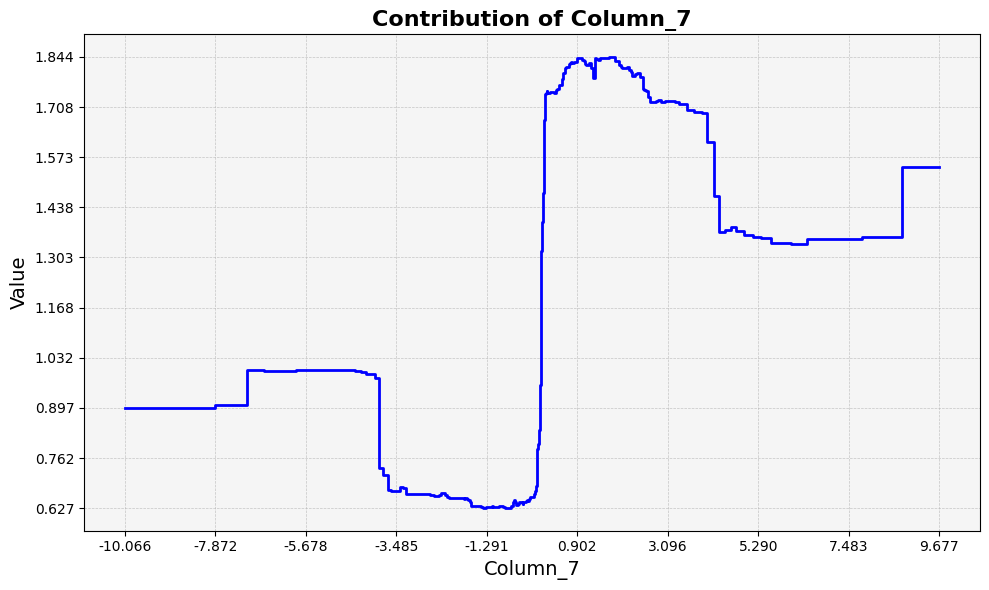 Contribution of Column_7
Value
1.844
1.708
1.573
1.438
1.303
1.168
1.032
0.897
0.762
0.627
-10.066 -7.872 -5.678 -3.485 -1.291 0.902 3.096 5.290 7.483 9.677
Column_7